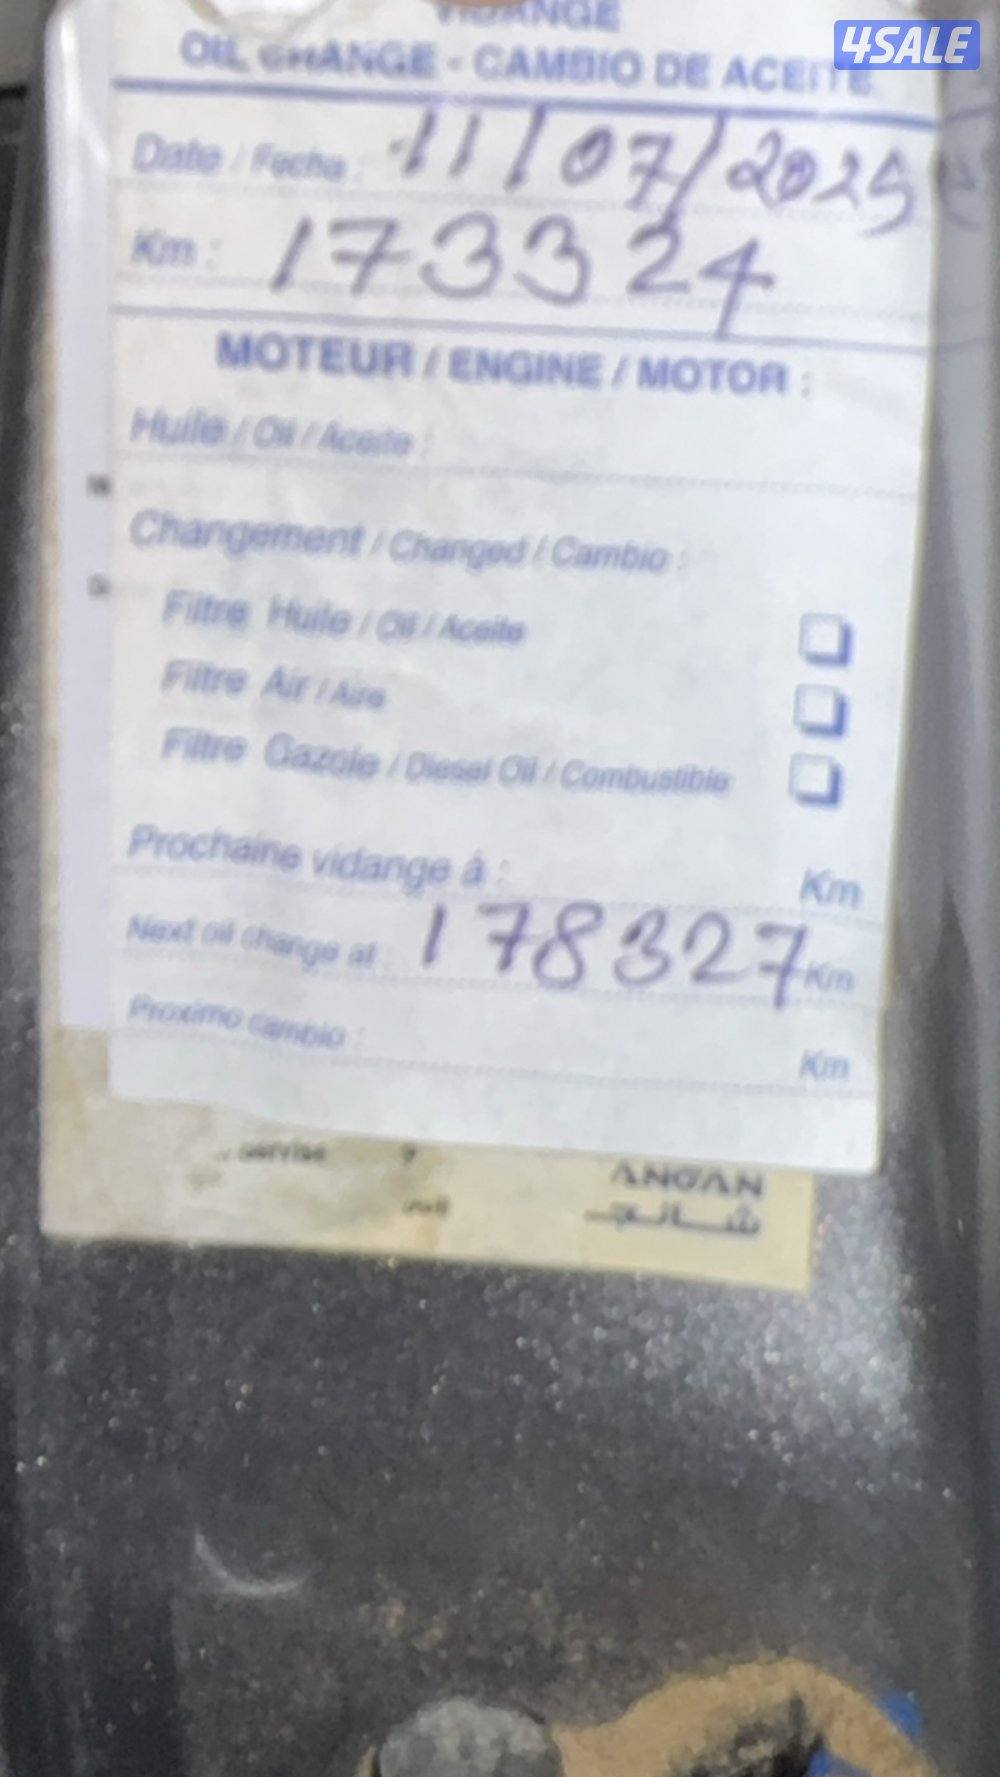 4SALE
VIDANGE
OIL CHANGE - CAMBIO DE ACEITE
Date / Fecha : 11/07/2025
Km : 173324
MOTEUR / ENGINE / MOTOR :
Huile / Oil / Aceite :
Changement / Changed / Cambio :
Filtre Huile / Oil / Aceite
Filtre Air / Aire
Filtre Gazole / Diesel Oil / Combustible
Prochaine vidange à : Km
Next oil change at 178327 Km
Proximo cambio : Km
service